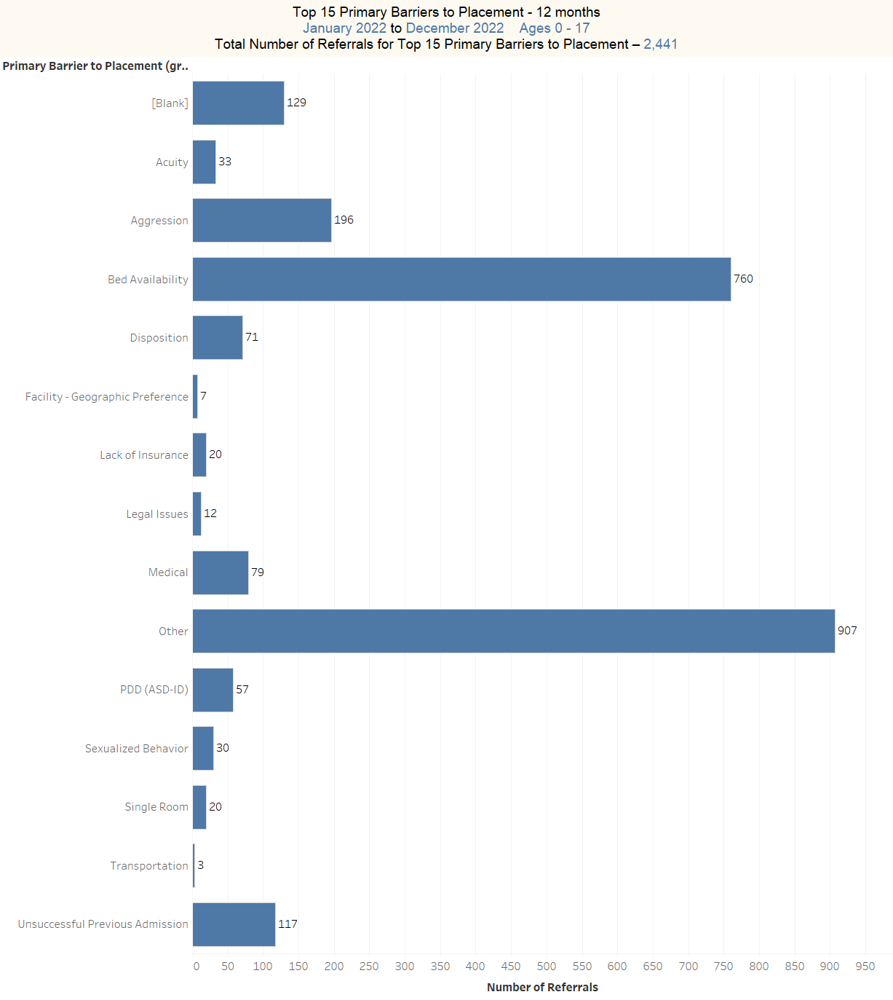 Top 15 Primary Barriers to Placement - 12 months
January 2022 to December 2022 Ages 0 - 17
Total Number of Referrals for Top 15 Primary Barriers to Placement – 2,441
Primary Barrier to Placement (gr..
[Blank] 129
Acuity 33
Aggression 196
Bed Availability 760
Disposition 71
Facility - Geographic Preference 7
Lack of Insurance 20
Legal Issues 12
Medical 79
Other 907
PDD (ASD-ID) 57
Sexualized Behavior 30
Single Room 20
Transportation 3
Unsuccessful Previous Admission 117
0 50 100 150 200 250 300 350 400 450 500 550 600 650 700 750 800 850 900 950
Number of Referrals